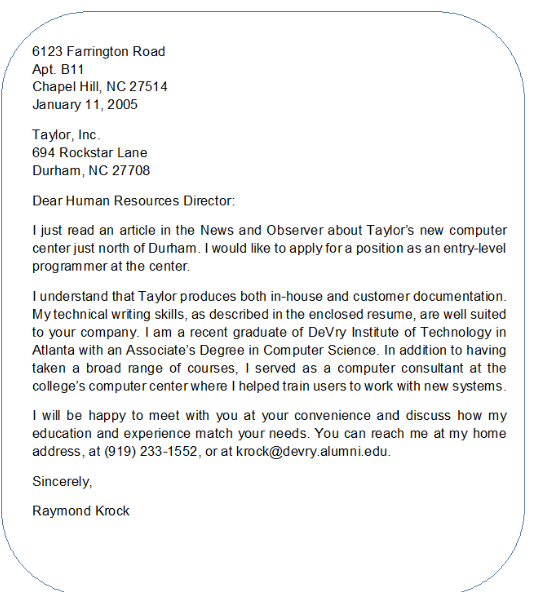 6123 Farrington Road
Apt. B11
Chapel Hill, NC 27514
January 11, 2005
Taylor, Inc.
694 Rockstar Lane
Durham, NC 27708
Dear Human Resources Director:
I just read an article in the News and Observer about Taylor’s new computer
center just north of Durham. I would like to apply for a position as an entry-level
programmer at the center.
I understand that Taylor produces both in-house and customer documentation.
My technical writing skills, as described in the enclosed resume, are well suited
to your company. I am a recent graduate of DeVry Institute of Technology in
Atlanta with an Associate’s Degree in Computer Science. In addition to having
taken a broad range of courses, I served as a computer consultant at the
college’s computer center where I helped train users to work with new systems.
I will be happy to meet with you at your convenience and discuss how my
education and experience match your needs. You can reach me at my home
address, at (919) 233-1552, or at krock@devry.alumni.edu.
Sincerely,
Raymond Krock